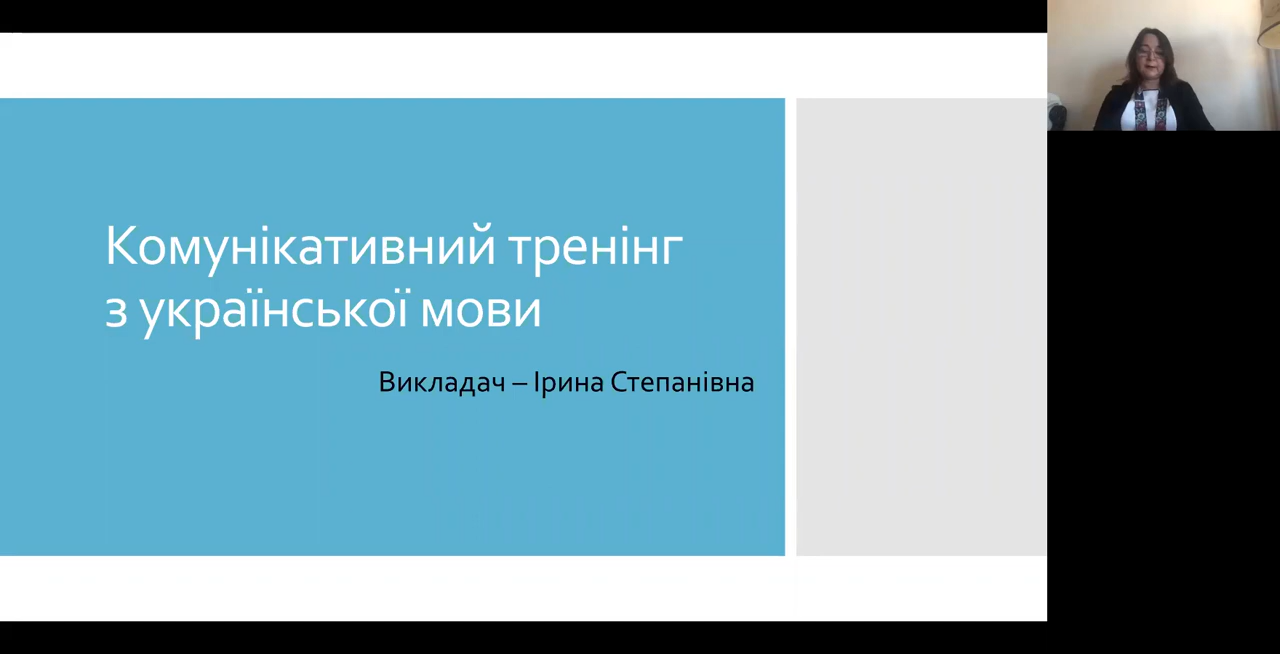 Комунікативний тренінг
з української мови
Викладач – Ірина Степанівна